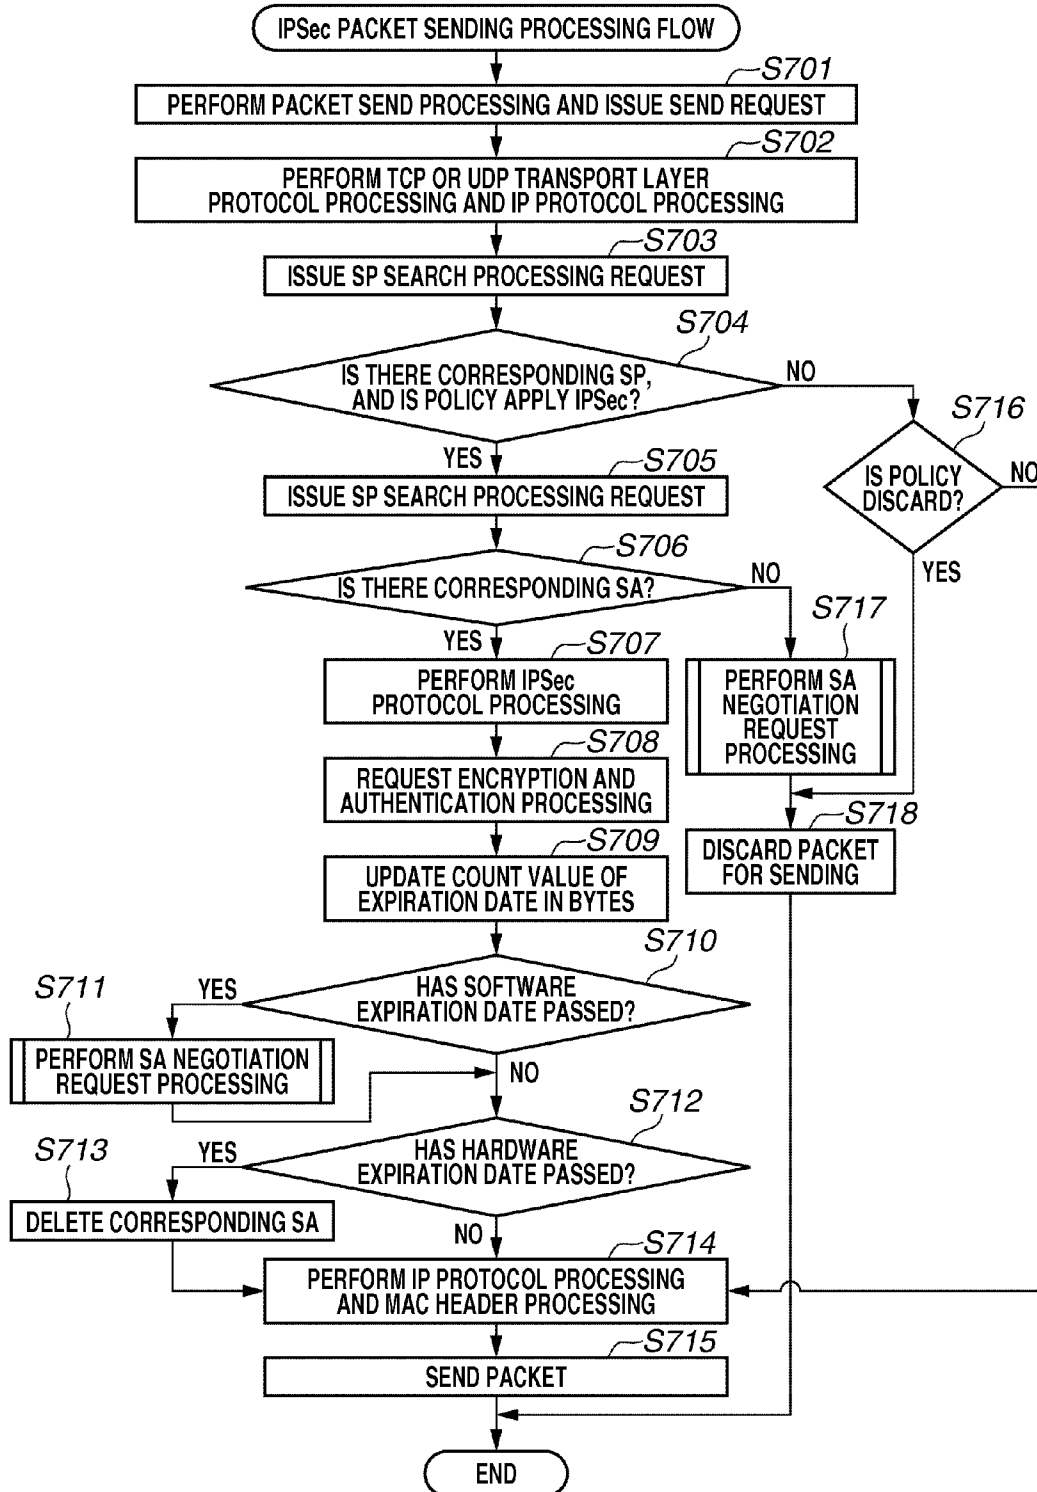 IPSec PACKET SENDING PROCESSING FLOW
S701
PERFORM PACKET SEND PROCESSING AND ISSUE SEND REQUEST
S702
PERFORM TCP OR UDP TRANSPORT LAYER
PROTOCOL PROCESSING AND IP PROTOCOL PROCESSING
S703
ISSUE SP SEARCH PROCESSING REQUEST
S704
IS THERE CORRESPONDING SP,
AND IS POLICY APPLY IPSec?
NO
S716
IS POLICY
DISCARD?
NO
YES
YES
S705
ISSUE SP SEARCH PROCESSING REQUEST
S706
IS THERE CORRESPONDING SA?
NO
S717
PERFORM SA
NEGOTIATION
REQUEST
PROCESSING
YES
S707
PERFORM IPSec
PROTOCOL PROCESSING
S708
REQUEST ENCRYPTION AND
AUTHENTICATION PROCESSING
S718
DISCARD PACKET
FOR SENDING
S709
UPDATE COUNT VALUE OF
EXPIRATION DATE IN BYTES
S710
HAS SOFTWARE
EXPIRATION DATE PASSED?
YES
S711
PERFORM SA NEGOTIATION
REQUEST PROCESSING
NO
S712
HAS HARDWARE
EXPIRATION DATE PASSED?
YES
S713
DELETE CORRESPONDING SA
NO
S714
PERFORM IP PROTOCOL PROCESSING
AND MAC HEADER PROCESSING
S715
SEND PACKET
END